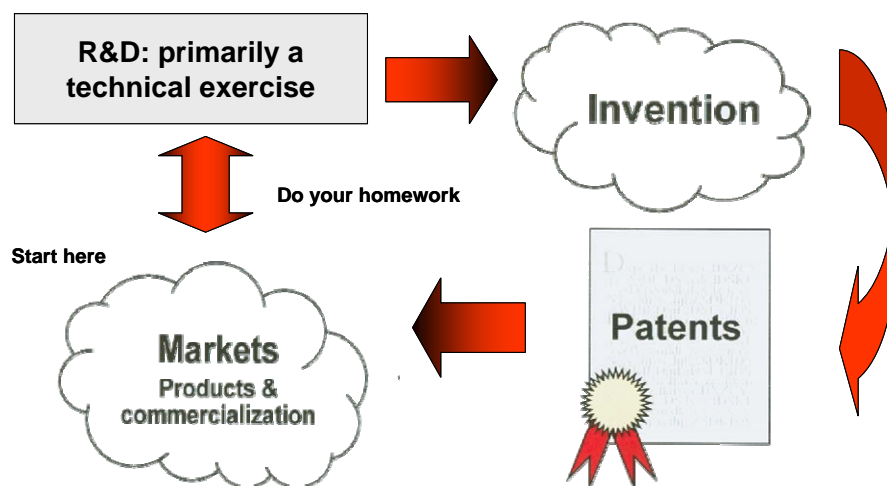 R&D: primarily a
technical exercise
Invention
Do your homework
Start here
Patents
Markets
Products &
commercialization